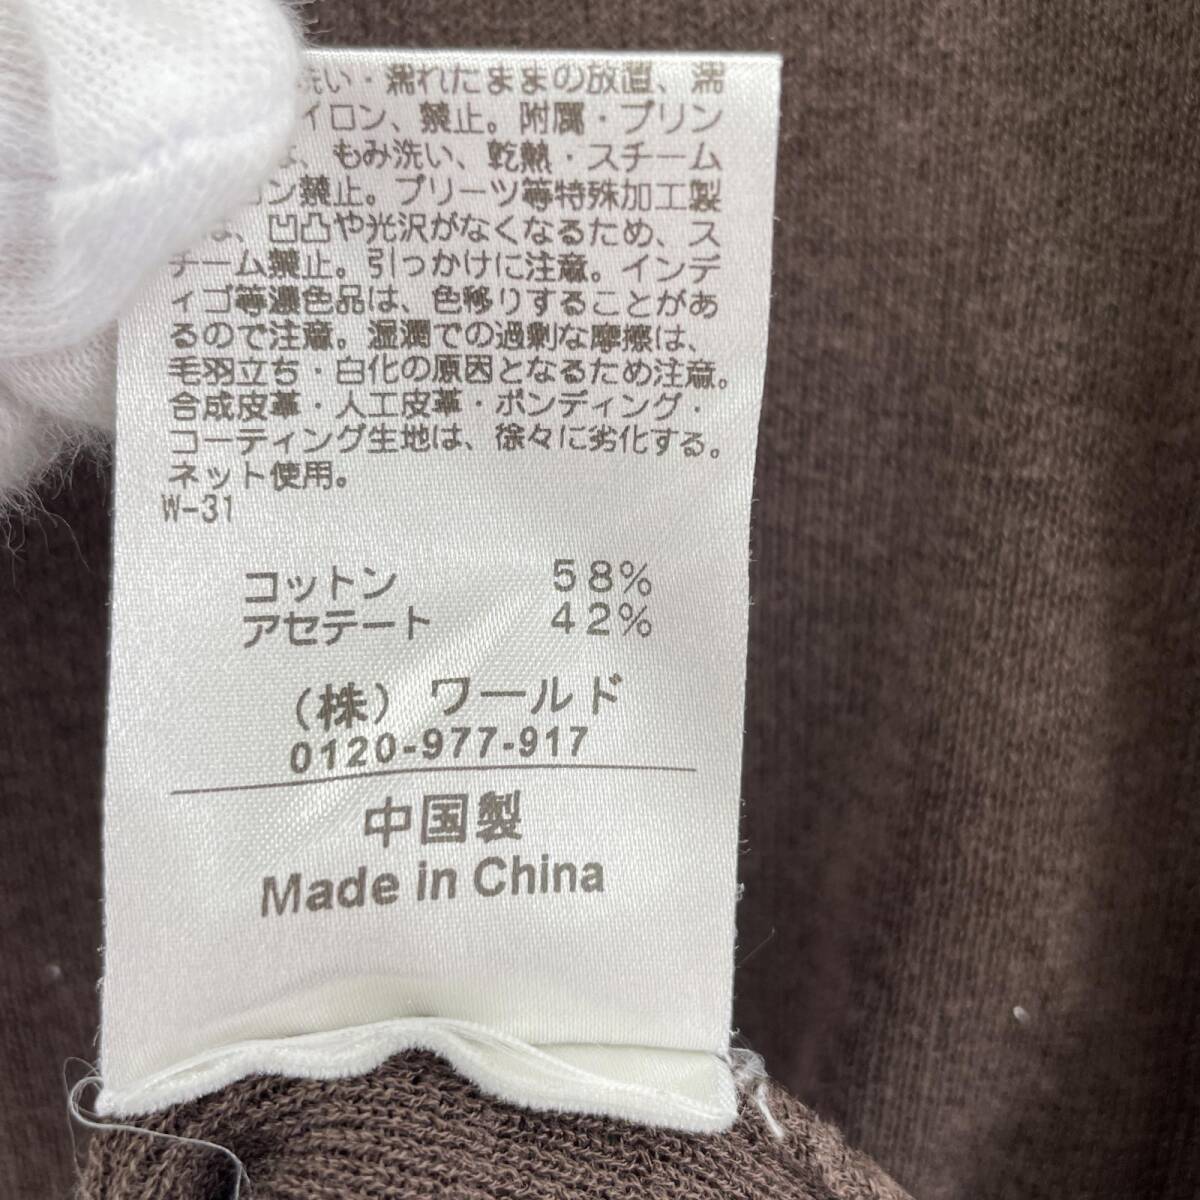 洗い・濡れたままの放置、濡
イロン、禁止。附属・プリン
、もみ洗い、乾熱・スチーム
ン禁止。プリーツ等特殊加工製
は、凹凸や光沢がなくなるため、ス
チーム禁止。引っかけに注意。インデ
ィゴ等濃色品は、色移りすることがあ
るので注意。湿潤での過剰な摩擦は、
毛羽立ち・白化の原因となるため注意。
合成皮革・人工皮革・ボンディング・
コーティング生地は、徐々に劣化する。
ネット使用。
W-31
コットン 58%
アセテート 42%
(株) ワールド
0120-977-917
中国製
Made in China